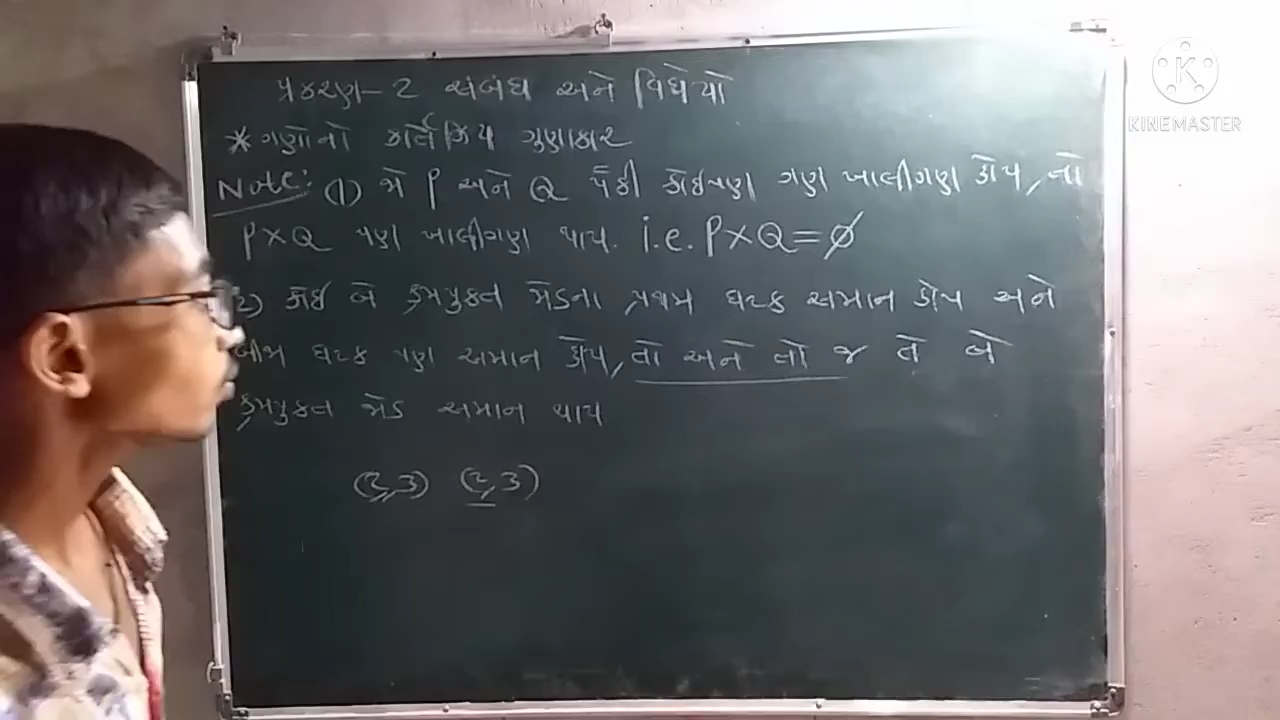 પ્રકરણ-2 સંબંધ અને વિધેયો
* ગણોનો કાર્તેઝિય ગુણાકાર
Note: (1) જો P અને Q પૈકી કોઈપણ ગણ ખાલીગણ હોય, તો
P×Q પણ ખાલીગણ થાય. i.e. P×Q=∅
2) કોઈ બે ક્રમયુક્ત જોડના પ્રથમ ઘટક સમાન હોય અને
ઘટક પણ સમાન હોય, તો અને તો જ તે બે
ક્રમયુક્ત જોડ સમાન થાય
(2,3) (2,3)
KINEMASTER